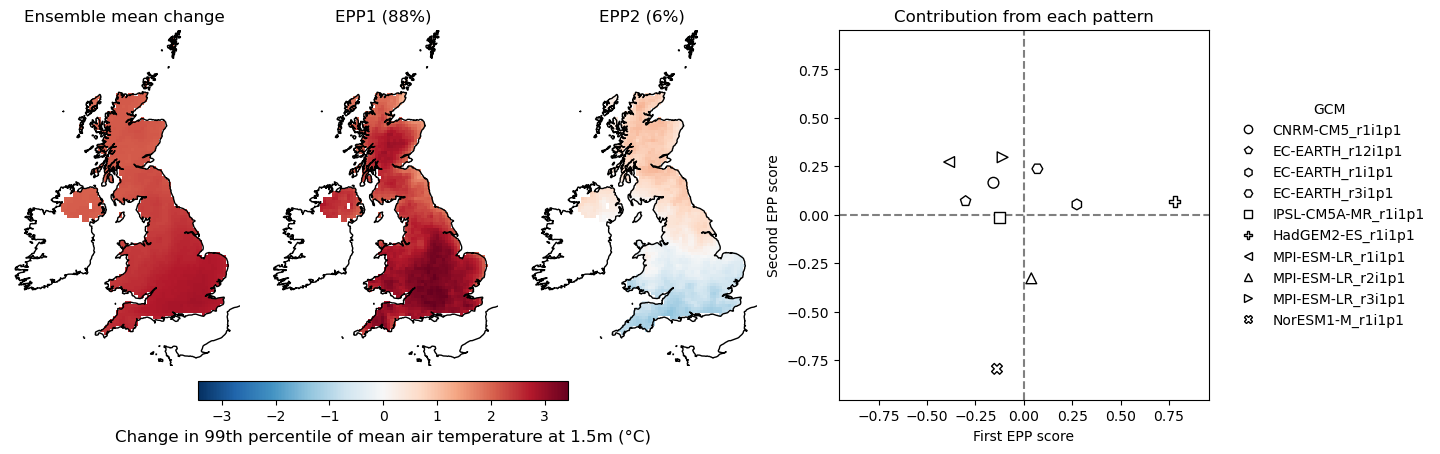 Ensemble mean change
EPP1 (88%)
EPP2 (6%)
−3 −2 −1 0 1 2 3
Change in 99th percentile of mean air temperature at 1.5m (°C)
Contribution from each pattern
Second EPP score
0.75
0.50
0.25
0.00
−0.25
−0.50
−0.75
−0.75 −0.50 −0.25 0.00 0.25 0.50 0.75
First EPP score
GCM
CNRM-CM5_r1i1p1
EC-EARTH_r12i1p1
EC-EARTH_r1i1p1
EC-EARTH_r3i1p1
IPSL-CM5A-MR_r1i1p1
HadGEM2-ES_r1i1p1
MPI-ESM-LR_r1i1p1
MPI-ESM-LR_r2i1p1
MPI-ESM-LR_r3i1p1
NorESM1-M_r1i1p1